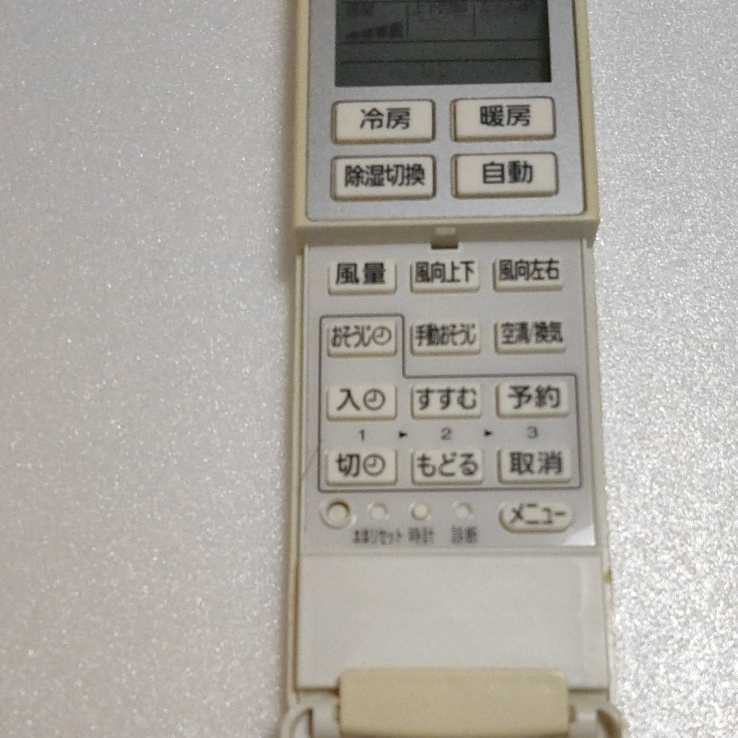 冷房 暖房
除湿切換 自動
風量 風向上下 風向左右
おそうじ 手動おそうじ 空清/換気
入 すすむ 予約
1 ► 2 ► 3
切 もどる 取消
メニュー
本体リセット 時計 診断